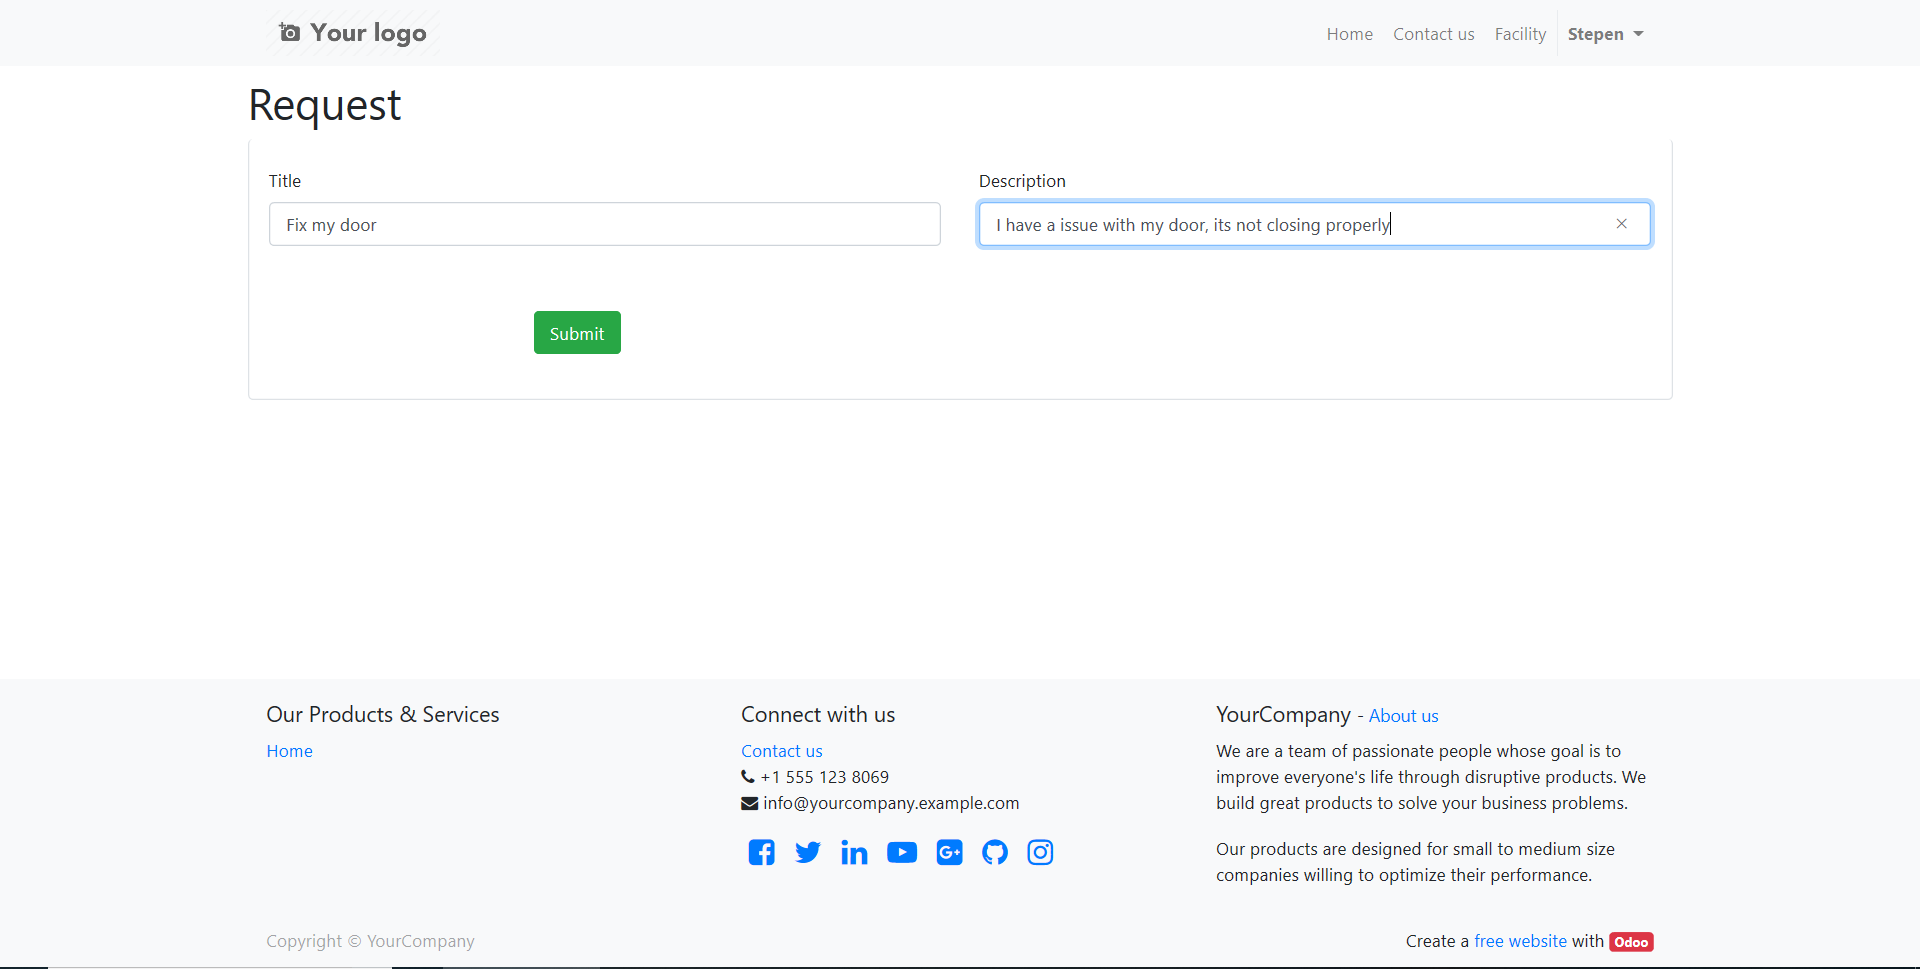 Your logo
Home Contact us Facility Stepen
Request
Title
Fix my door
Description
I have a issue with my door, its not closing properly
Submit
Our Products & Services
Home
Connect with us
Contact us
+1 555 123 8069
info@yourcompany.example.com
YourCompany - About us
We are a team of passionate people whose goal is to
improve everyone's life through disruptive products. We
build great products to solve your business problems.
Our products are designed for small to medium size
companies willing to optimize their performance.
Copyright © YourCompany
Create a free website with Odoo